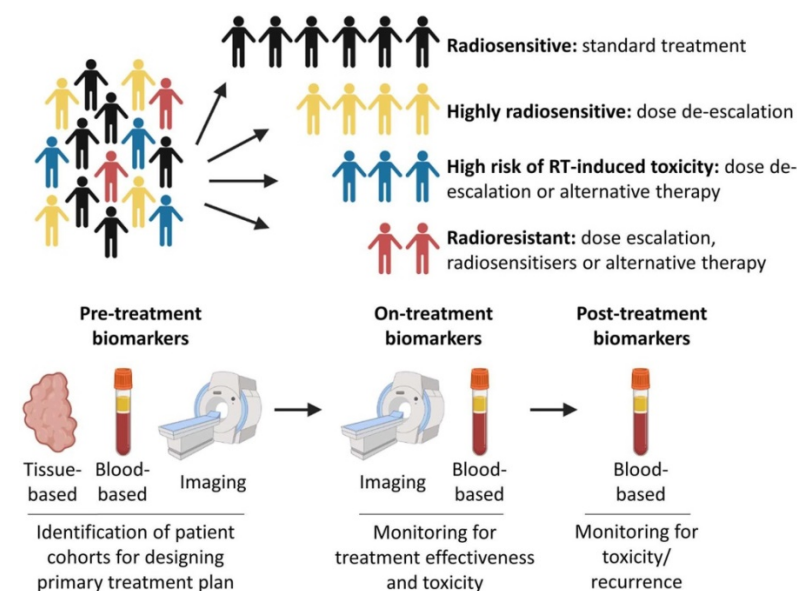 Radiosensitive: standard treatment
Highly radiosensitive: dose de-escalation
High risk of RT-induced toxicity: dose de-
escalation or alternative therapy
Radioresistant: dose escalation,
radiosensitisers or alternative therapy
Pre-treatment
biomarkers
Tissue-
based
Blood-
based
Imaging
Identification of patient
cohorts for designing
primary treatment plan
On-treatment
biomarkers
Imaging
Blood-
based
Monitoring for
treatment effectiveness
and toxicity
Post-treatment
biomarkers
Blood-
based
Monitoring for
toxicity/
recurrence